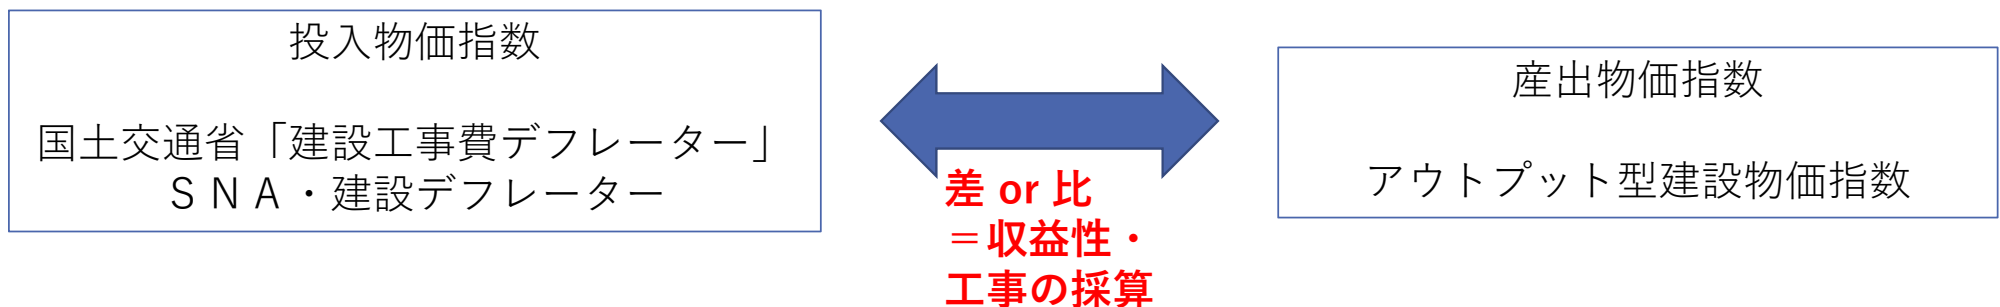 投入物価指数
国土交通省「建設工事費デフレーター」
ＳＮＡ・建設デフレーター
差 or 比
＝収益性・
工事の採算
産出物価指数
アウトプット型建設物価指数